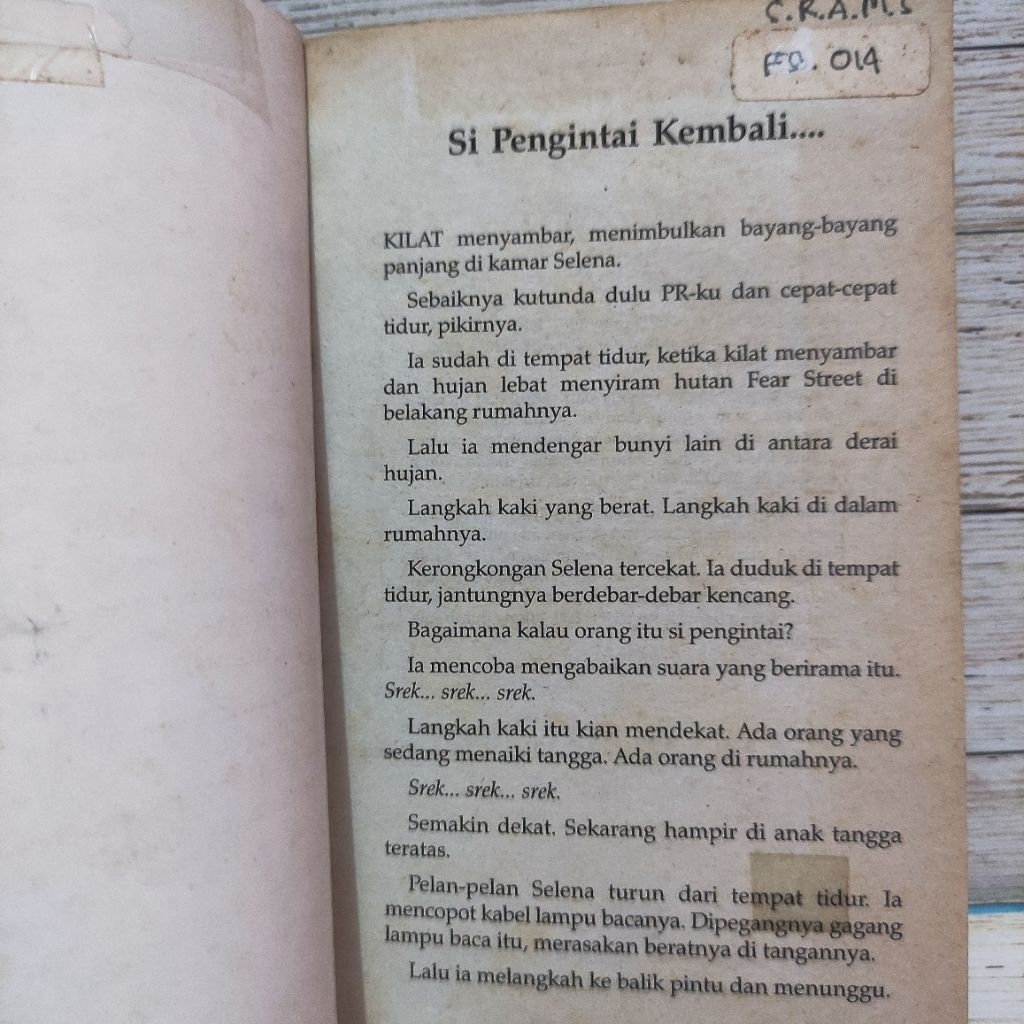 C.R.A.M.S
FS. 014
Si Pengintai Kembali....
KILAT menyambar, menimbulkan bayang-bayang
panjang di kamar Selena.
Sebaiknya kutunda dulu PR-ku dan cepat-cepat
tidur, pikirnya.
Ia sudah di tempat tidur, ketika kilat menyambar
dan hujan lebat menyiram hutan Fear Street di
belakang rumahnya.
Lalu ia mendengar bunyi lain di antara derai
hujan.
Langkah kaki yang berat. Langkah kaki di dalam
rumahnya.
Kerongkongan Selena tercekat. Ia duduk di tempat
tidur, jantungnya berdebar-debar kencang.
Bagaimana kalau orang itu si pengintai?
Ia mencoba mengabaikan suara yang berirama itu.
Srek... srek... srek.
Langkah kaki itu kian mendekat. Ada orang yang
sedang menaiki tangga. Ada orang di rumahnya.
Srek... srek... srek.
Semakin dekat. Sekarang hampir di anak tangga
teratas.
Pelan-pelan Selena turun dari tempat tidur. Ia
mencopot kabel lampu bacanya. Dipegangnya gagang
lampu baca itu, merasakan beratnya di tangannya.
Lalu ia melangkah ke balik pintu dan menunggu.